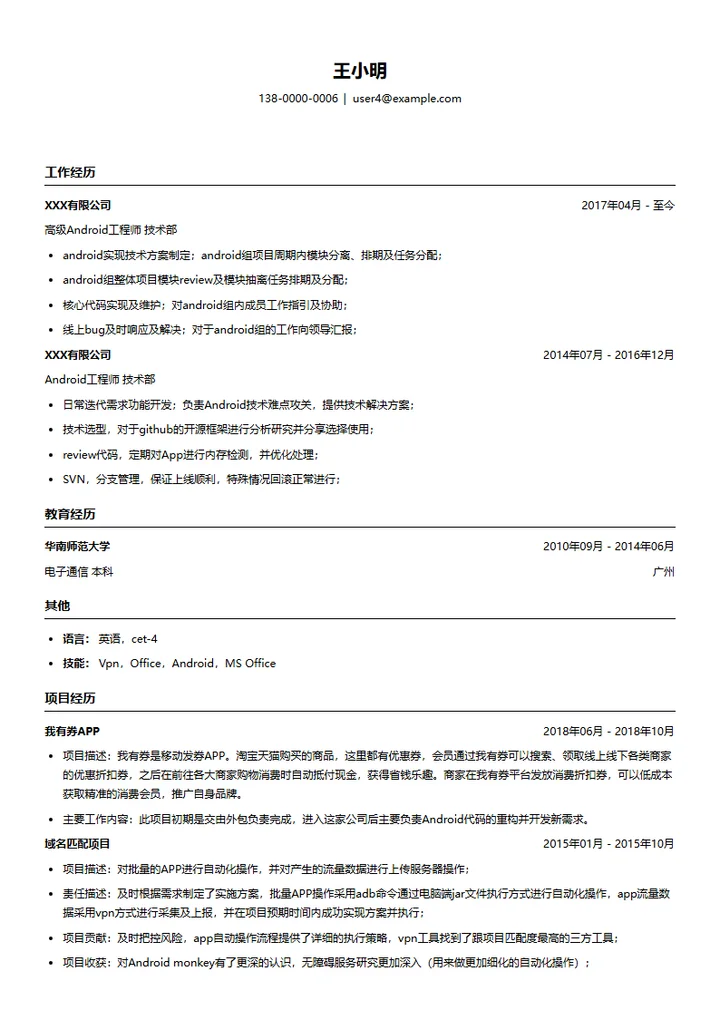 王小明
138-0000-0006 | user4@example.com
工作经历
XXX有限公司 2017年04月 - 至今
高级Android工程师 技术部
• android实现技术方案制定；android组项目周期内模块分离、排期及任务分配；
• android组整体项目模块review及模块抽离任务排期及分配；
• 核心代码实现及维护；对android组内成员工作指引及协助；
• 线上bug及时响应及解决；对于android组的工作向领导汇报；
XXX有限公司 2014年07月 - 2016年12月
Android工程师 技术部
• 日常迭代需求功能开发；负责Android技术难点攻关，提供技术解决方案；
• 技术选型，对于github的开源框架进行分析研究并分享选择使用；
• review代码，定期对App进行内存检测，并优化处理；
• SVN，分支管理，保证上线顺利，特殊情况回滚正常进行；
教育经历
华南师范大学 2010年09月 - 2014年06月
电子通信 本科 广州
其他
• 语言： 英语，cet-4
• 技能： Vpn，Office，Android，MS Office
项目经历
我有券APP 2018年06月 - 2018年10月
• 项目描述：我有券是移动发券APP。淘宝天猫购买的商品，这里都有优惠券，会员通过我有券可以搜索、领取线上线下各类商家
的优惠折扣券，之后在前往各大商家购物消费时自动抵付现金，获得省钱乐趣。商家在我有券平台发放消费折扣券，可以低成本
获取精准的消费会员，推广自身品牌。
• 主要工作内容：此项目初期是交由外包负责完成，进入这家公司后主要负责Android代码的重构并开发新需求。
域名匹配项目 2015年01月 - 2015年10月
• 项目描述：对批量的APP进行自动化操作，并对产生的流量数据进行上传服务器操作；
• 责任描述：及时根据需求制定了实施方案，批量APP操作采用adb命令通过电脑端jar文件执行方式进行自动化操作，app流量数
据采用vpn方式进行采集及上报，并在项目预期时间内成功实现方案并执行；
• 项目贡献：及时把控风险，app自动操作流程提供了详细的执行策略，vpn工具找到了跟项目匹配度最高的三方工具；
• 项目收获：对Android monkey有了更深的认识，无障碍服务研究更加深入（用来做更加细化的自动化操作）；